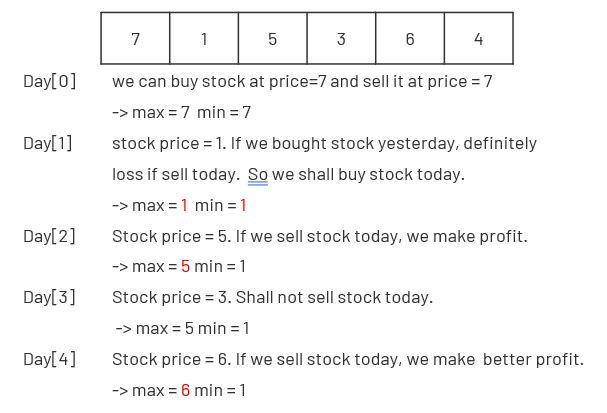 7 1 5 3 6 4
Day[0] we can buy stock at price=7 and sell it at price = 7
-> max = 7 min = 7
Day[1] stock price = 1. If we bought stock yesterday, definitely
loss if sell today. So we shall buy stock today.
-> max = 1 min = 1
Day[2] Stock price = 5. If we sell stock today, we make profit.
-> max = 5 min = 1
Day[3] Stock price = 3. Shall not sell stock today.
-> max = 5 min = 1
Day[4] Stock price = 6. If we sell stock today, we make better profit.
-> max = 6 min = 1